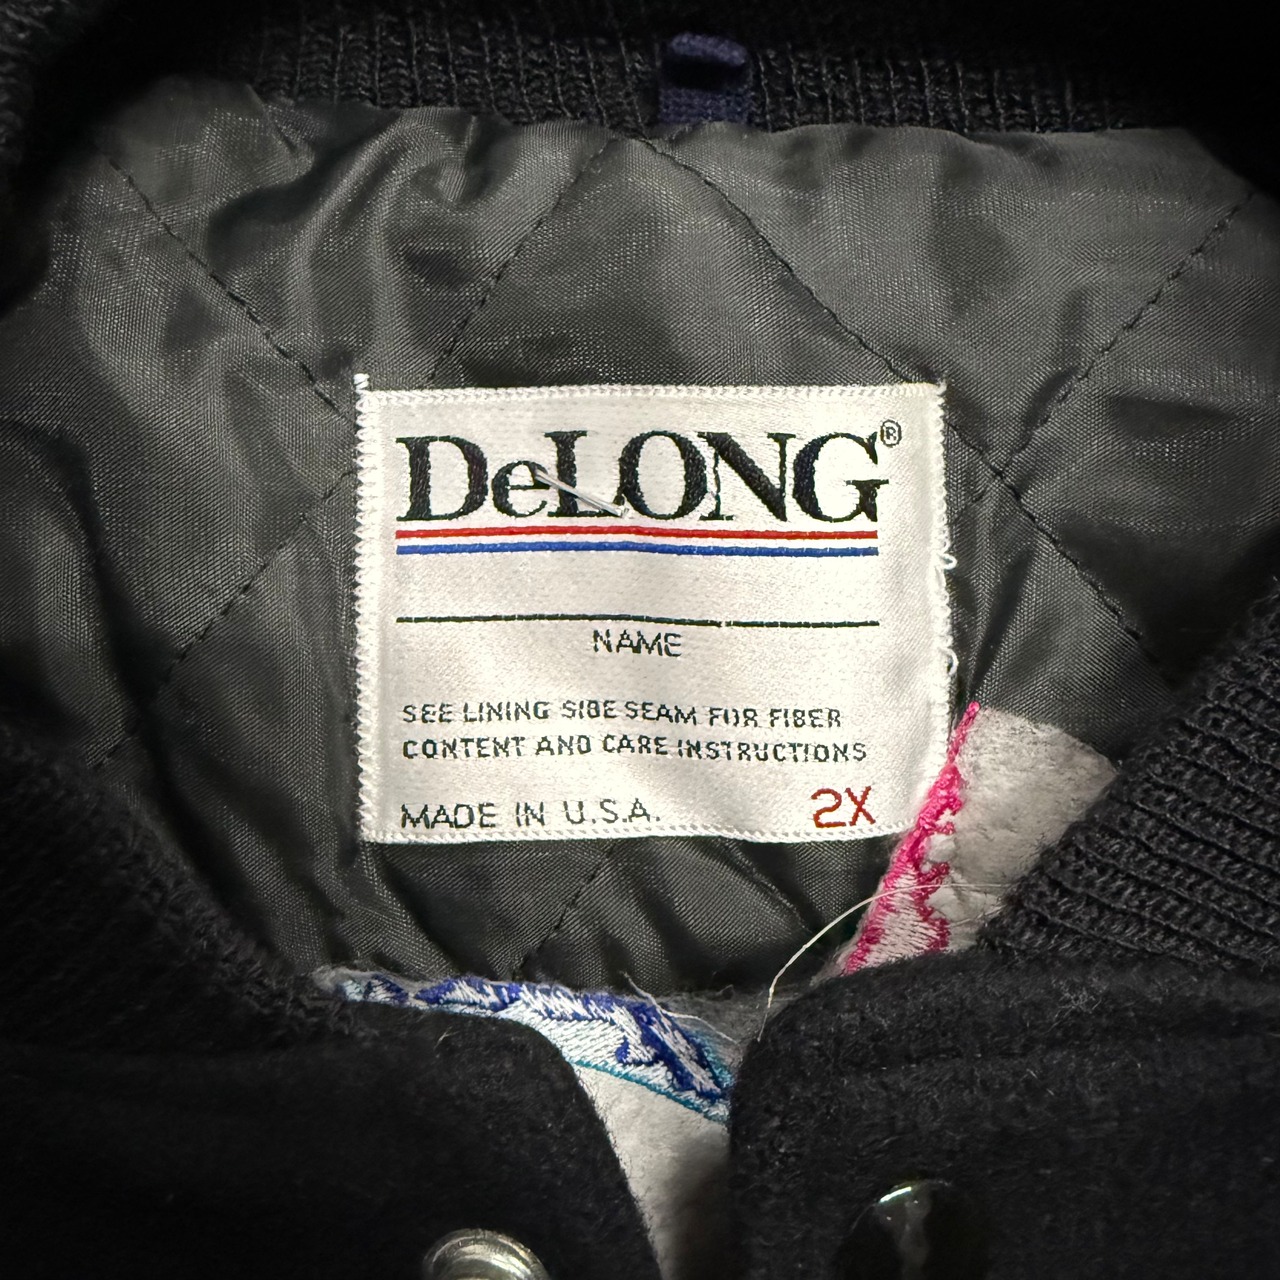 DeLONG®
NAME
SEE LINING SIDE SEAM FOR FIBER
CONTENT AND CARE INSTRUCTIONS
MADE IN U.S.A. 2X